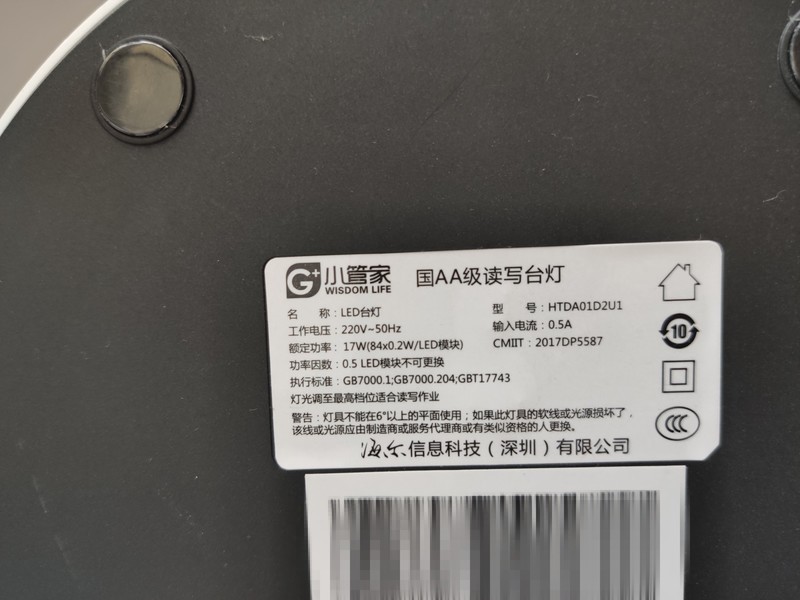 G+ 小管家 WISDOM LIFE 国AA级读写台灯
名 称：LED台灯 型 号：HTDA01D2U1
工作电压：220V~50Hz 输入电流：0.5A
额定功率：17W(84x0.2W/LED模块) CMIIT：2017DP5587
功率因数：0.5 LED模块不可更换
执行标准：GB7000.1;GB7000.204;GBT17743
灯光调至最高档位适合读写作业
警告：灯具不能在6°以上的平面使用；如果此灯具的软线或光源损坏了，
该线或光源应由制造商或服务代理商或有类似资格的人更换。
海尔信息科技（深圳）有限公司
10
CCC